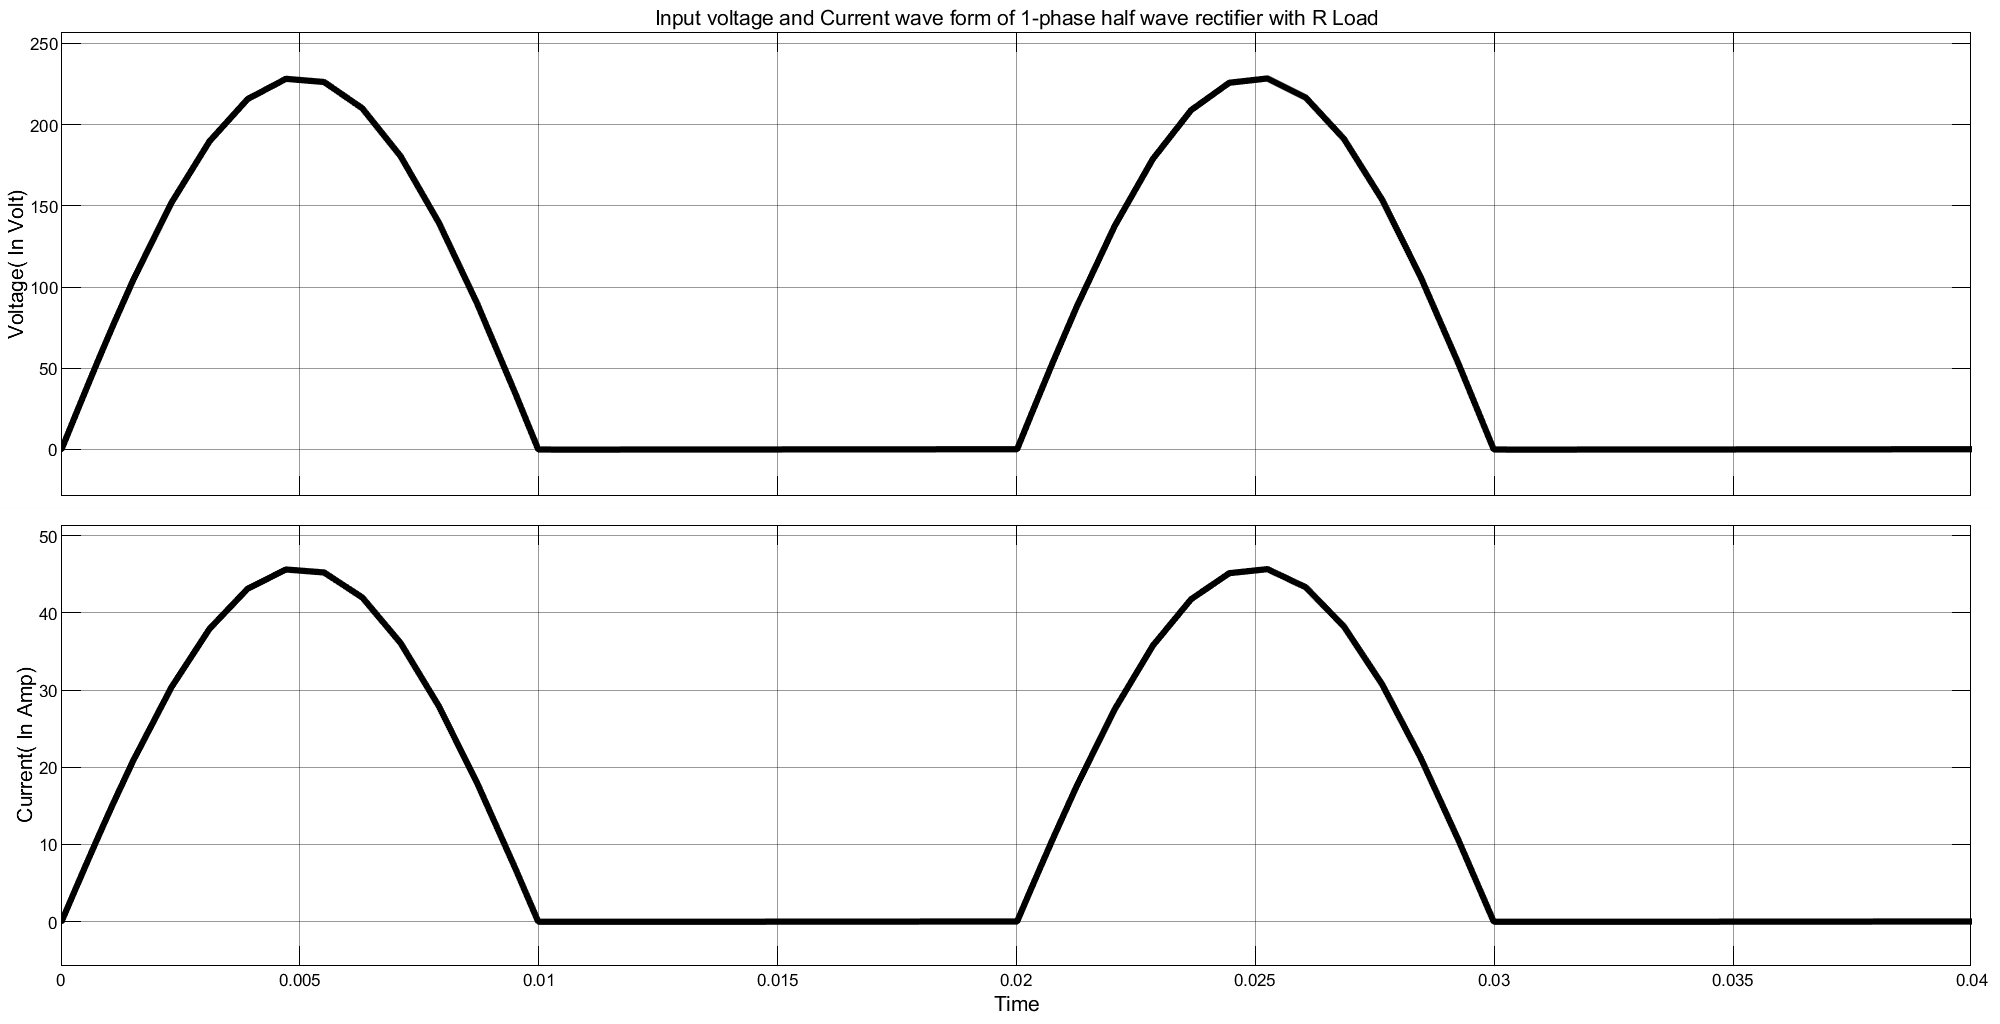 Input voltage and Current wave form of 1-phase half wave rectifier with R Load
250
200
150
100
50
0
Voltage( In Volt)
50
40
30
20
10
0
Current( In Amp)
0 0.005 0.01 0.015 0.02 0.025 0.03 0.035 0.04
Time